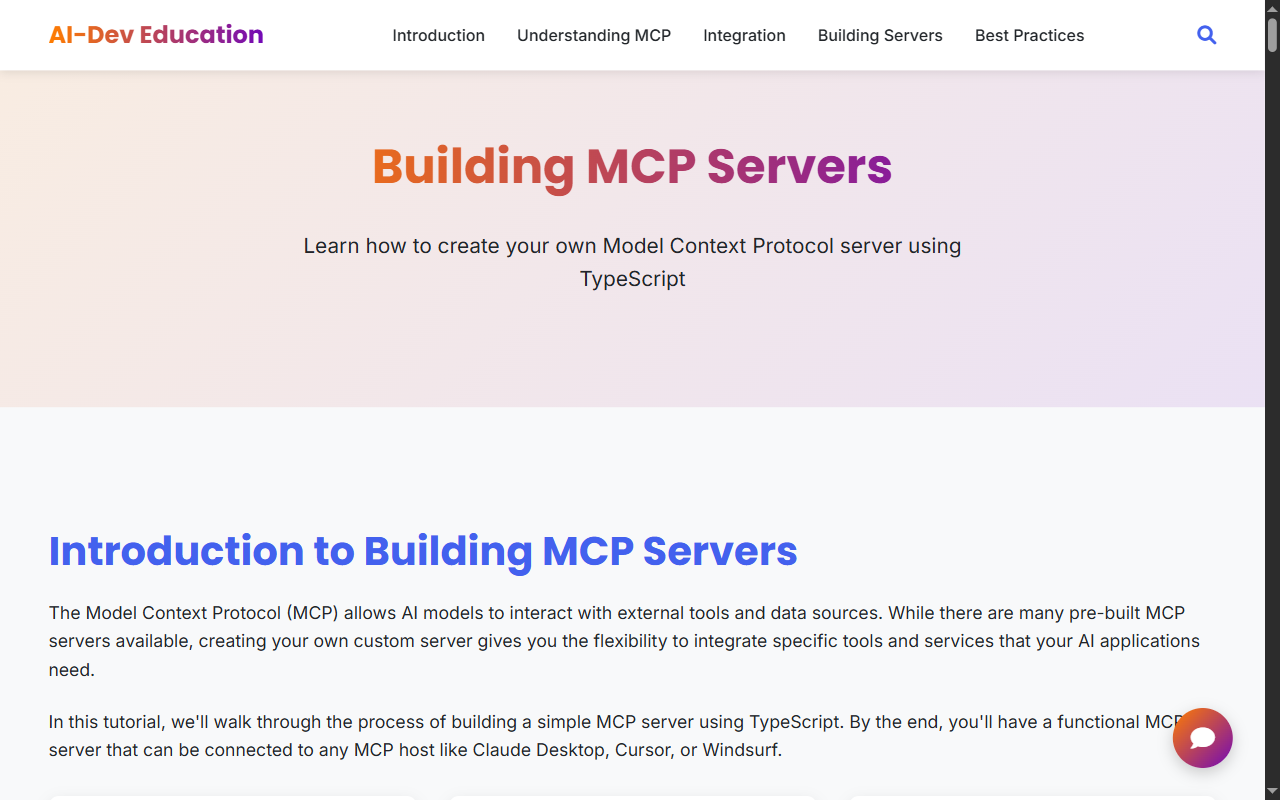 AI-Dev Education
Introduction
Understanding MCP
Integration
Building Servers
Best Practices
Building MCP Servers
Learn how to create your own Model Context Protocol server using
TypeScript
Introduction to Building MCP Servers
The Model Context Protocol (MCP) allows AI models to interact with external tools and data sources. While there are many pre-built MCP
servers available, creating your own custom server gives you the flexibility to integrate specific tools and services that your AI applications
need.
In this tutorial, we'll walk through the process of building a simple MCP server using TypeScript. By the end, you'll have a functional MCP
server that can be connected to any MCP host like Claude Desktop, Cursor, or Windsurf.